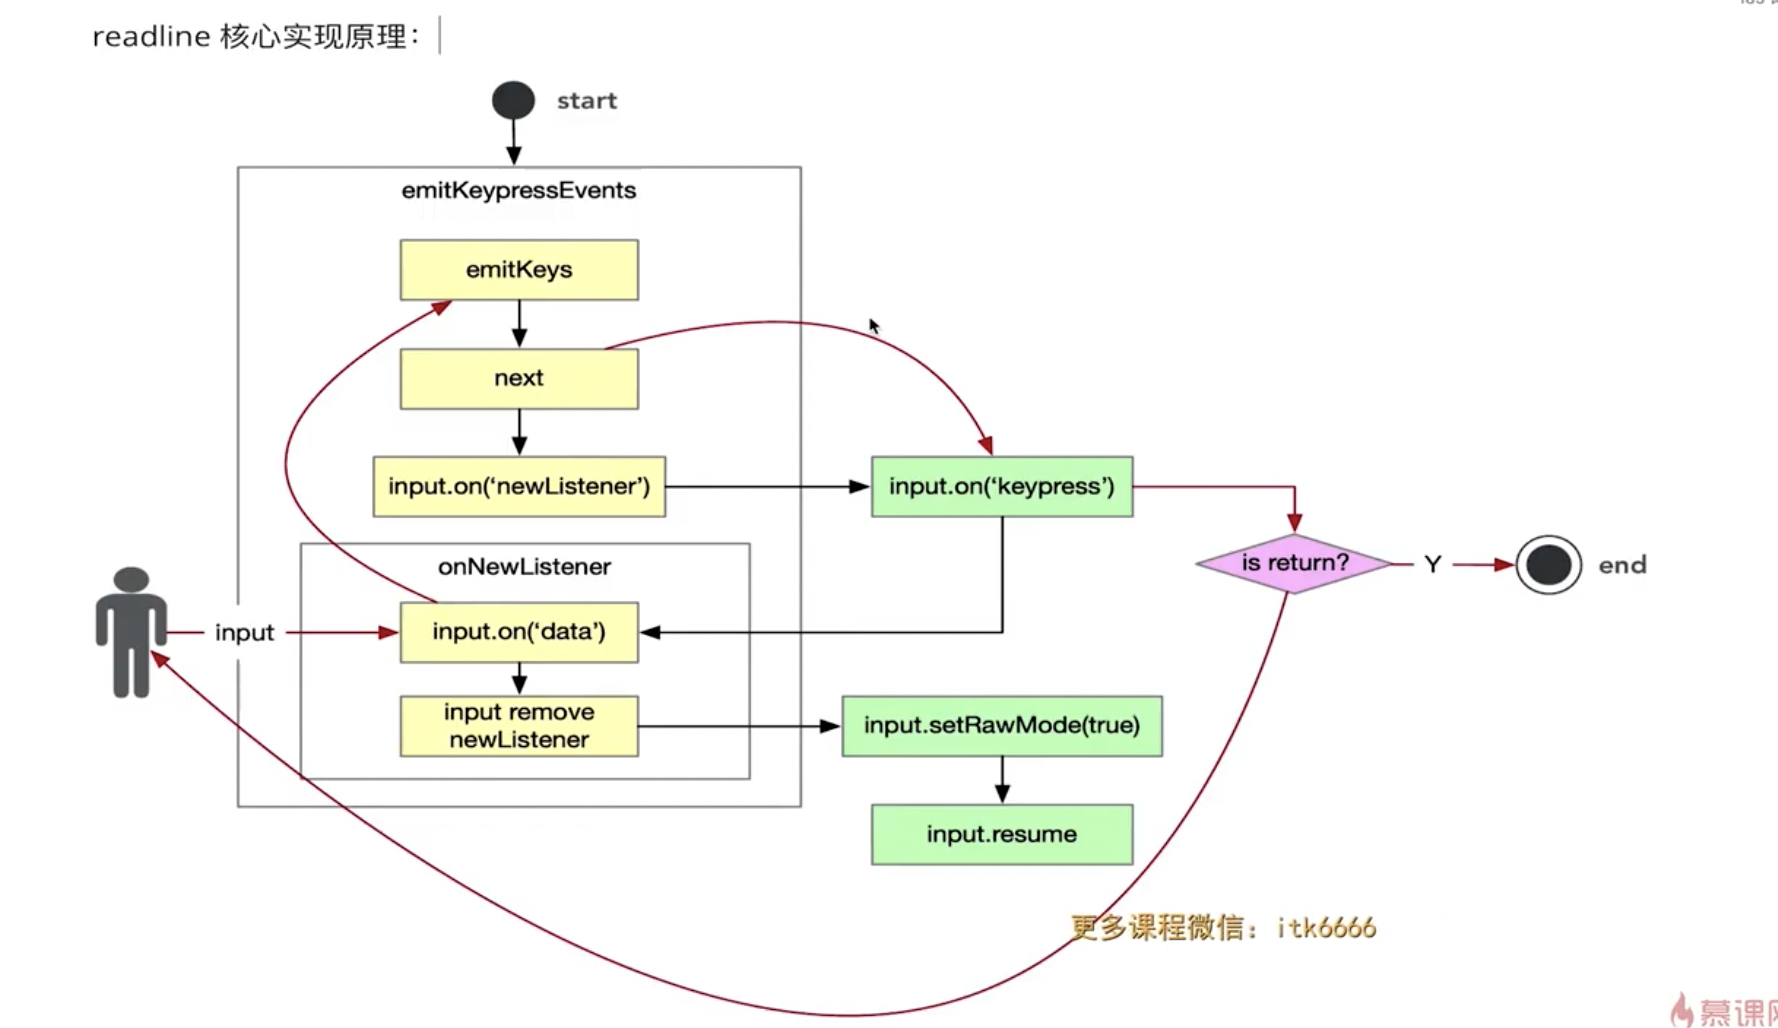 readline 核心实现原理：
start
emitKeypressEvents
emitKeys
next
input.on(‘newListener’)
input.on(‘keypress’)
onNewListener
is return?
Y
end
input
input.on(‘data’)
input remove
newListener
input.setRawMode(true)
input.resume
更多课程微信：itk6666
慕课